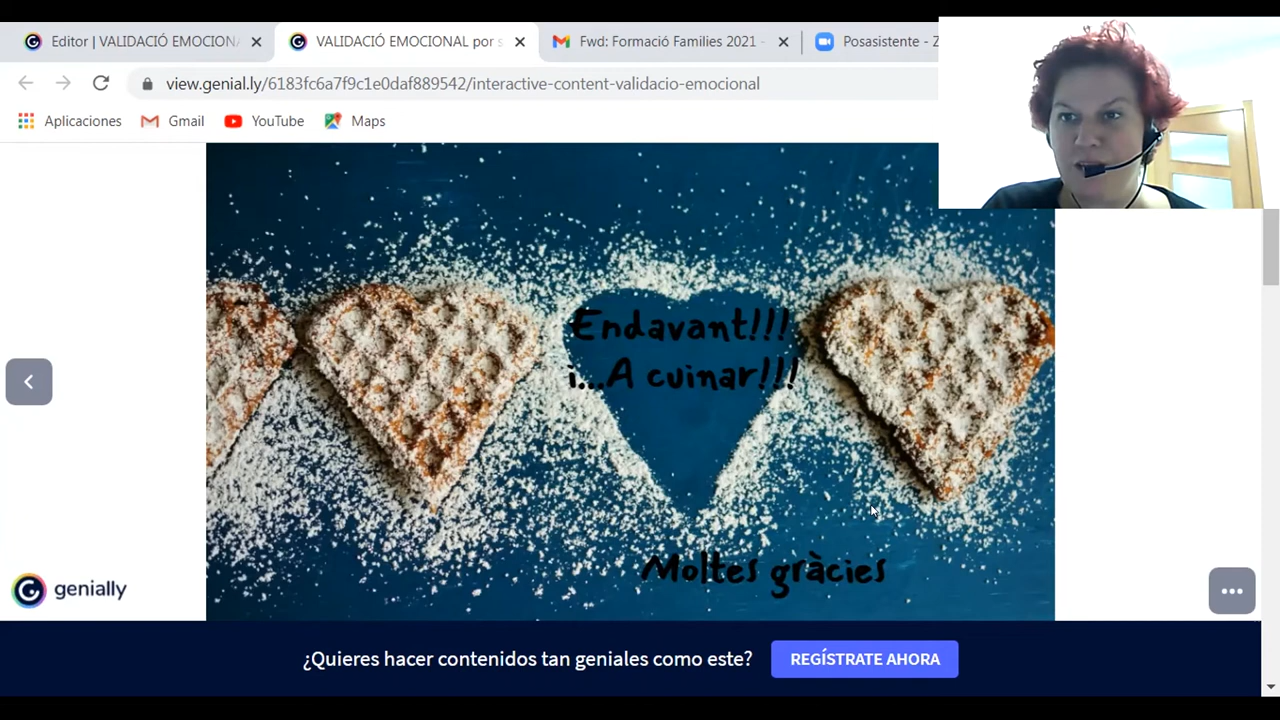 Editor | VALIDACIÓ EMOCION
VALIDACIÓ EMOCIONAL por s
Fwd: Formació Families 2021 -
Posasistente - Z
view.genial.ly/6183fc6a7f9c1e0daf889542/interactive-content-validacio-emocional
Aplicaciones
Gmail
YouTube
Maps
Endavant!!!
i...A cuinar!!!
Moltes gràcies
genially
¿Quieres hacer contenidos tan geniales como este?
REGÍSTRATE AHORA